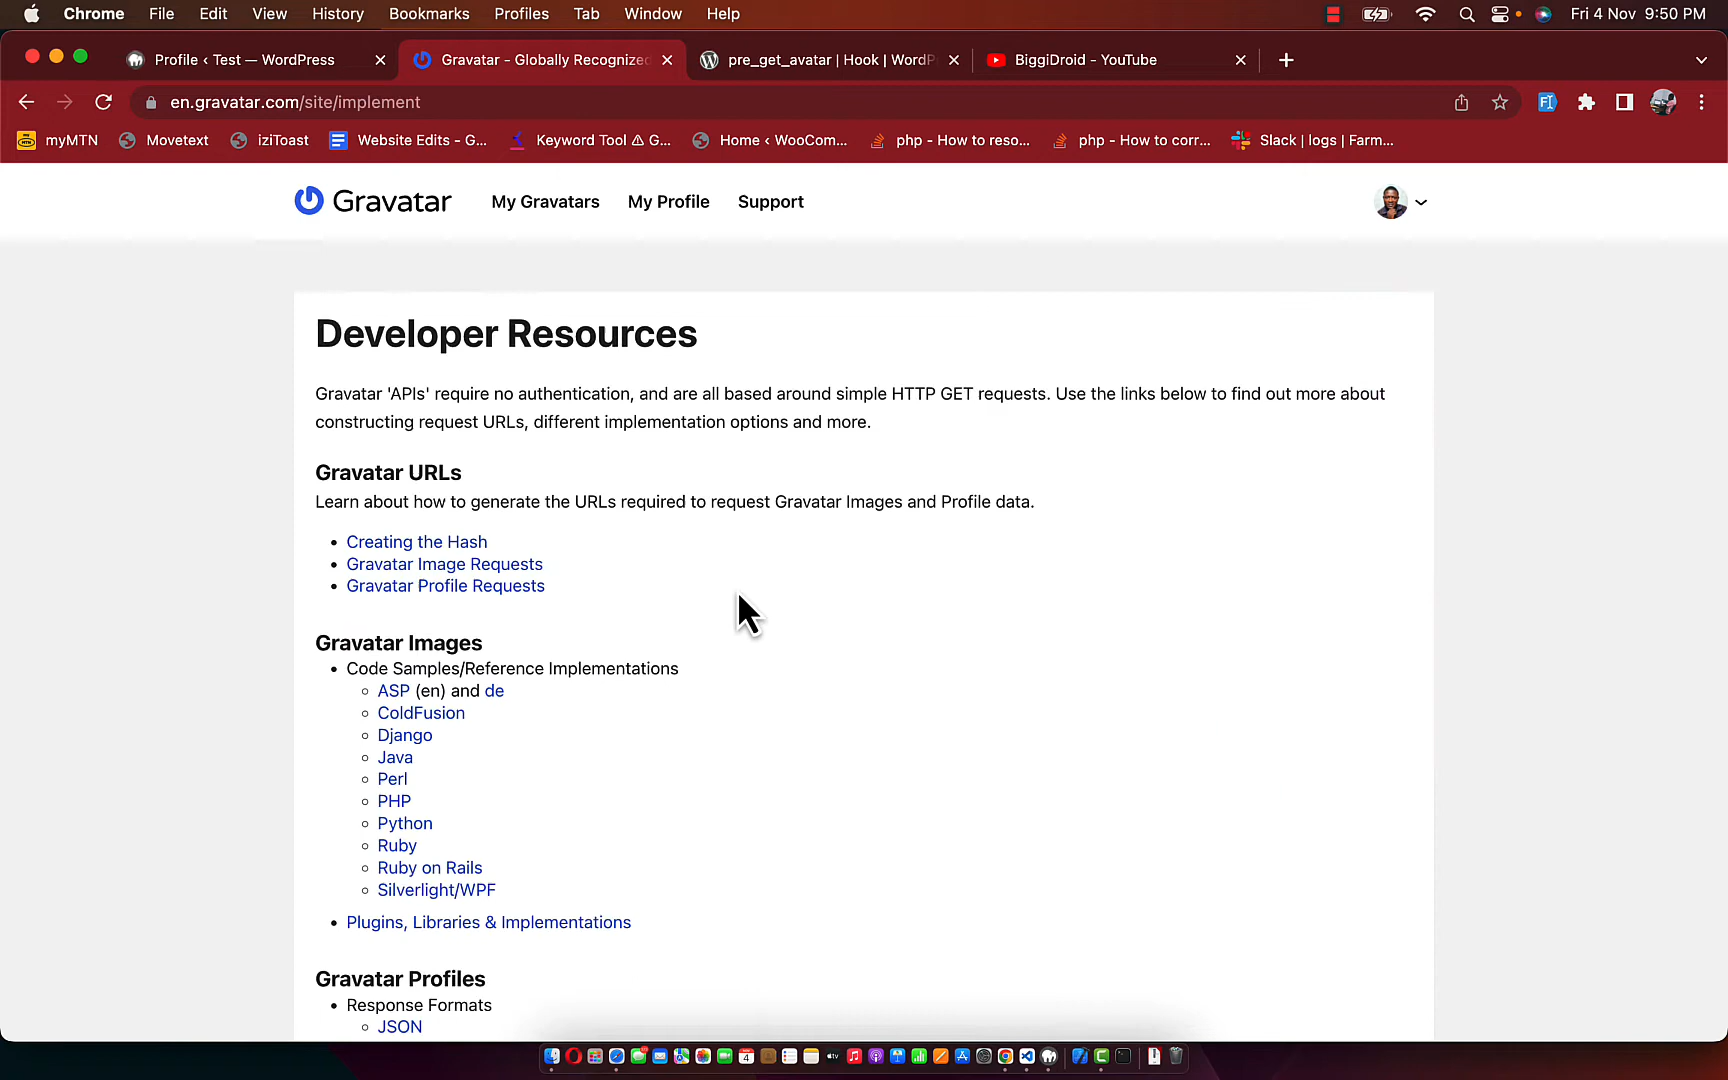 Chrome File Edit View History Bookmarks Profiles Tab Window Help Fri 4 Nov 9:50 PM
Profile ‹ Test — WordPress Gravatar - Globally Recognized pre_get_avatar | Hook | WordP BiggiDroid - YouTube
en.gravatar.com/site/implement
myMTN Movetext iziToast Website Edits - G... Keyword Tool ⚠ G... Home ‹ WooCom... php - How to reso... php - How to corr... Slack | logs | Farm...
Gravatar My Gravatars My Profile Support
Developer Resources
Gravatar 'APIs' require no authentication, and are all based around simple HTTP GET requests. Use the links below to find out more about
constructing request URLs, different implementation options and more.
Gravatar URLs
Learn about how to generate the URLs required to request Gravatar Images and Profile data.
• Creating the Hash
• Gravatar Image Requests
• Gravatar Profile Requests
Gravatar Images
• Code Samples/Reference Implementations
◦ ASP (en) and de
◦ ColdFusion
◦ Django
◦ Java
◦ Perl
◦ PHP
◦ Python
◦ Ruby
◦ Ruby on Rails
◦ Silverlight/WPF
• Plugins, Libraries & Implementations
Gravatar Profiles
• Response Formats
◦ JSON